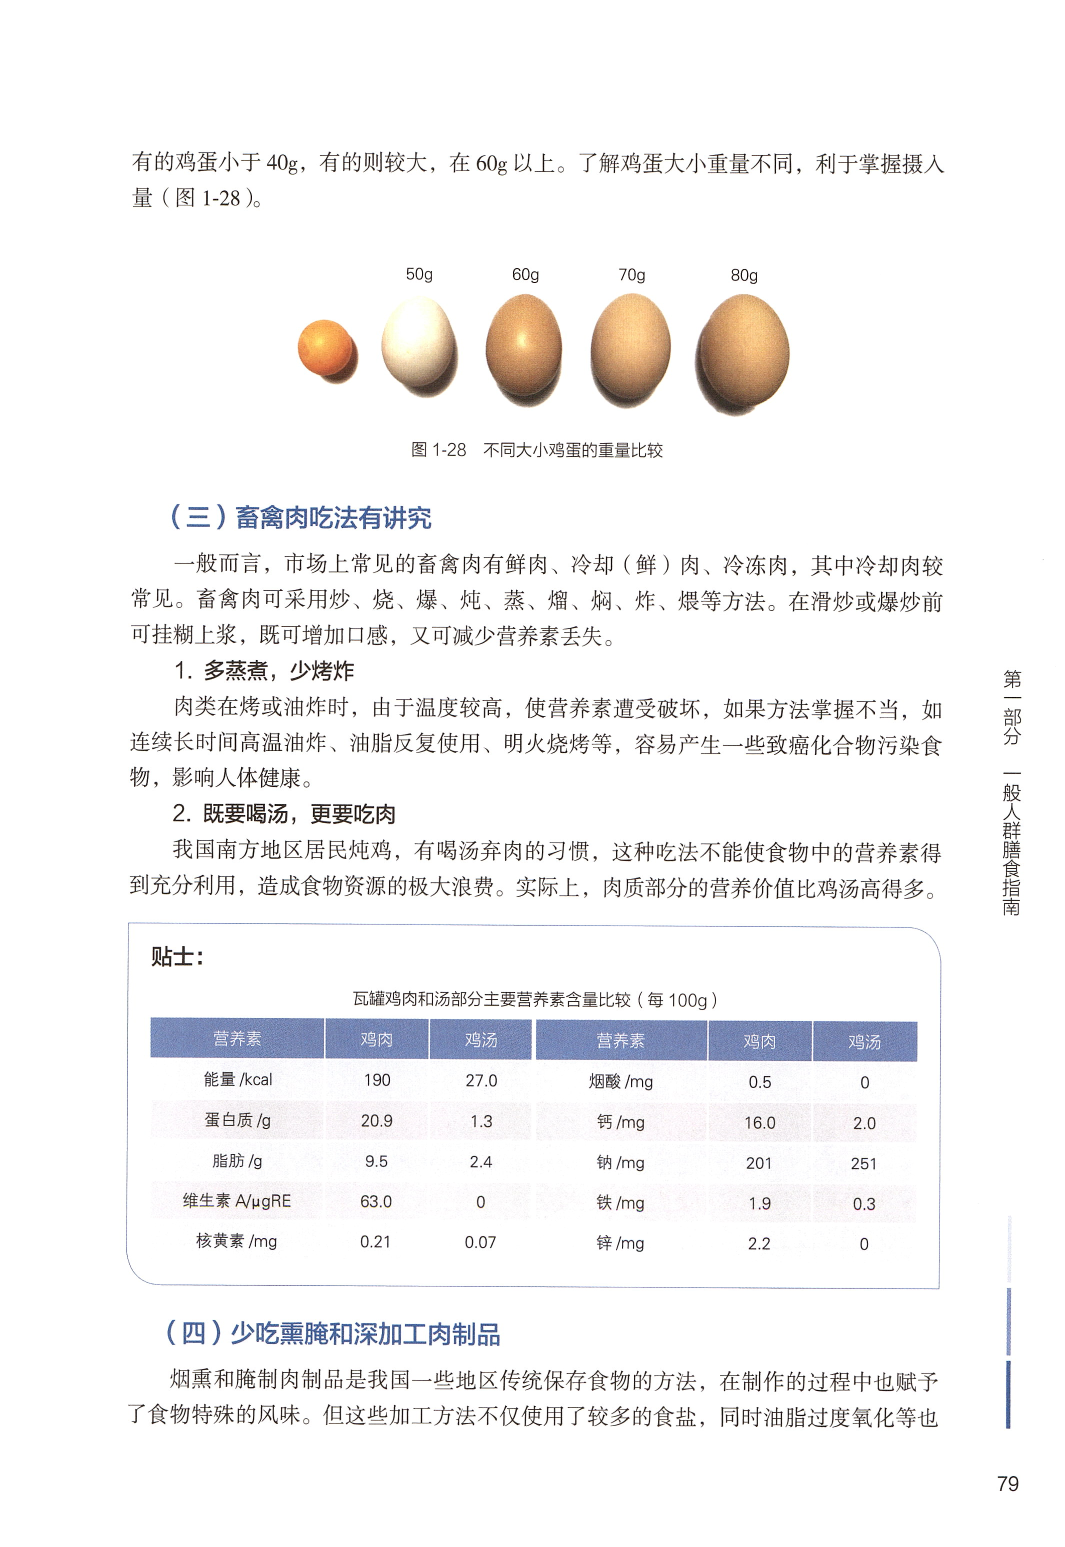 有的鸡蛋小于 40g，有的则较大，在 60g 以上。了解鸡蛋大小重量不同，利于掌握摄入
量（图 1-28）。
50g 60g 70g 80g
图 1-28 不同大小鸡蛋的重量比较
（三）畜禽肉吃法有讲究
一般而言，市场上常见的畜禽肉有鲜肉、冷却（鲜）肉、冷冻肉，其中冷却肉较
常见。畜禽肉可采用炒、烧、爆、炖、蒸、熘、焖、炸、煨等方法。在滑炒或爆炒前
可挂糊上浆，既可增加口感，又可减少营养素丢失。
1. 多蒸煮，少烤炸
肉类在烤或油炸时，由于温度较高，使营养素遭受破坏，如果方法掌握不当，如
连续长时间高温油炸、油脂反复使用、明火烧烤等，容易产生一些致癌化合物污染食
物，影响人体健康。
2. 既要喝汤，更要吃肉
我国南方地区居民炖鸡，有喝汤弃肉的习惯，这种吃法不能使食物中的营养素得
到充分利用，造成食物资源的极大浪费。实际上，肉质部分的营养价值比鸡汤高得多。
贴士：
瓦罐鸡肉和汤部分主要营养素含量比较（每 100g）
营养素 鸡肉 鸡汤 营养素 鸡肉 鸡汤
能量 /kcal 190 27.0 烟酸 /mg 0.5 0
蛋白质 /g 20.9 1.3 钙 /mg 16.0 2.0
脂肪 /g 9.5 2.4 钠 /mg 201 251
维生素 A/μgRE 63.0 0 铁 /mg 1.9 0.3
核黄素 /mg 0.21 0.07 锌 /mg 2.2 0
（四）少吃熏腌和深加工肉制品
烟熏和腌制肉制品是我国一些地区传统保存食物的方法，在制作的过程中也赋予
了食物特殊的风味。但这些加工方法不仅使用了较多的食盐，同时油脂过度氧化等也
第一部分 一般人群膳食指南
79